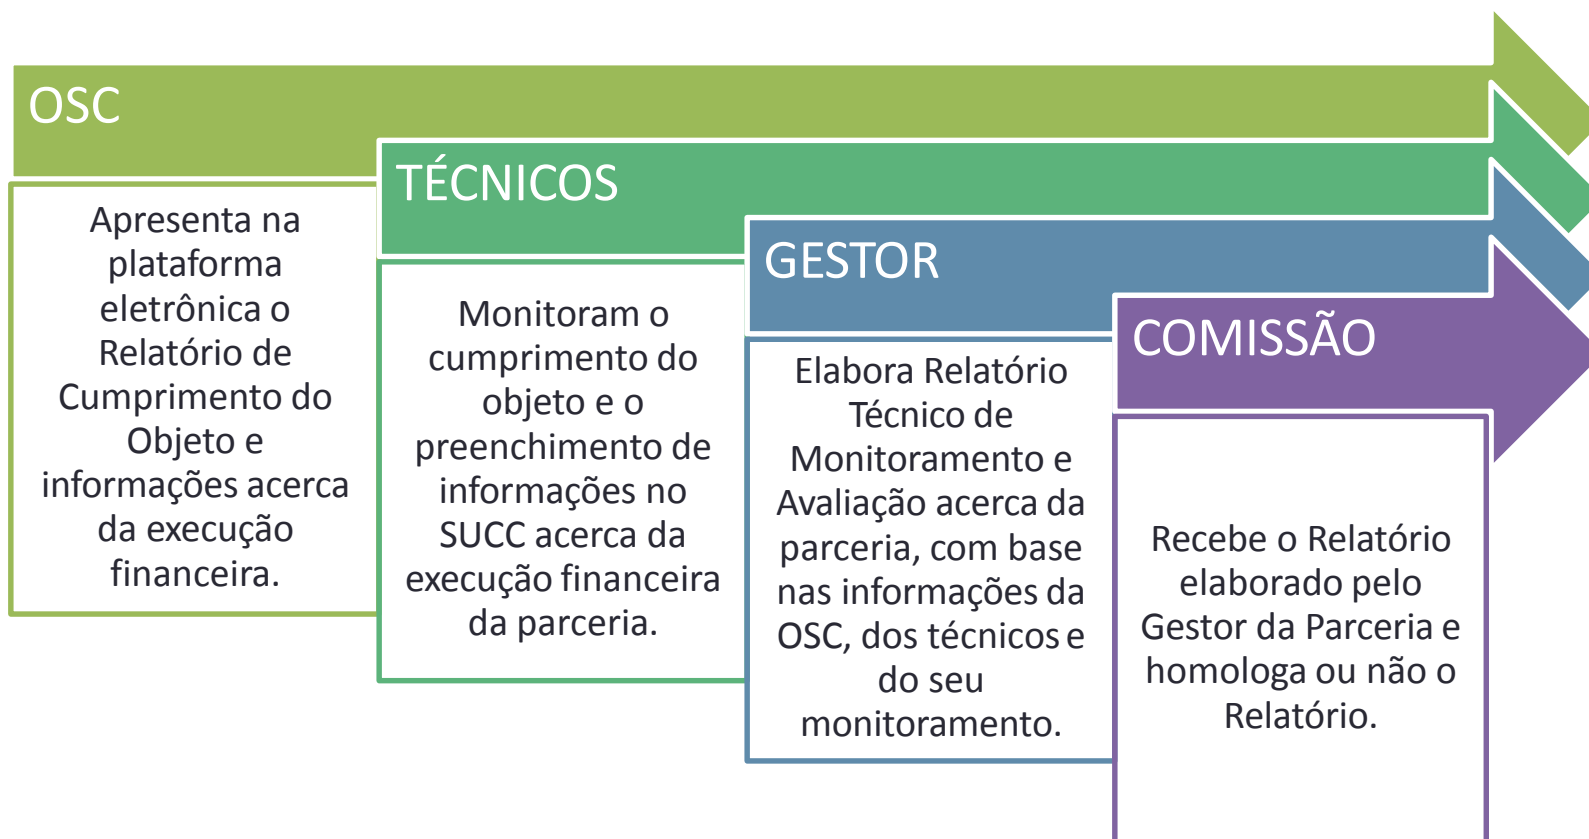 OSC
Apresenta na
plataforma
eletrônica o
Relatório de
Cumprimento do
Objeto e
informações acerca
da execução
financeira.
TÉCNICOS
Monitoram o
cumprimento do
objeto e o
preenchimento de
informações no
SUCC acerca da
execução financeira
da parceria.
GESTOR
Elabora Relatório
Técnico de
Monitoramento e
Avaliação acerca da
parceria, com base
nas informações da
OSC, dos técnicos e
do seu
monitoramento.
COMISSÃO
Recebe o Relatório
elaborado pelo
Gestor da Parceria e
homologa ou não o
Relatório.